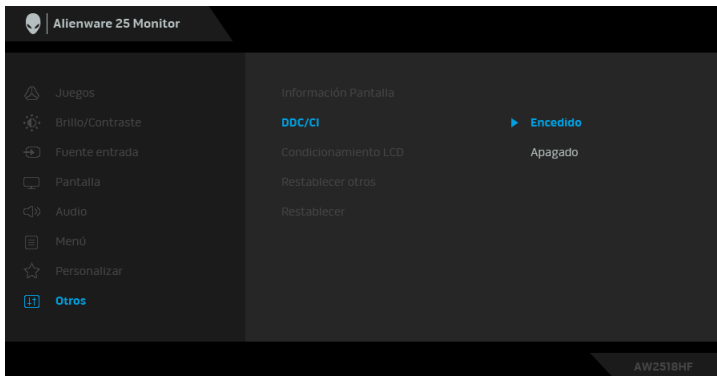 Alienware 25 Monitor
Juegos
Brillo/Contraste
Fuente entrada
Pantalla
Audio
Menú
Personalizar
Otros
Información Pantalla
DDC/CI
Condicionamiento LCD
Restablecer otros
Restablecer
Encedido
Apagado
AW2518HF